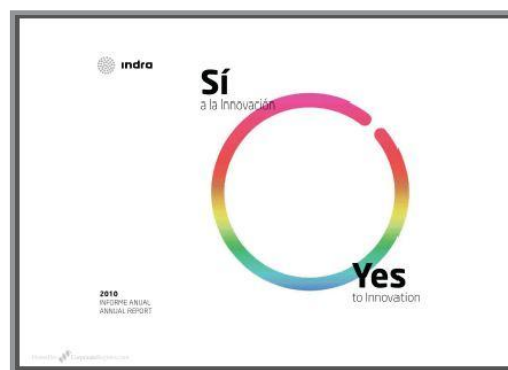 indra
Sí
a la Innovación
Yes
to Innovation
2010
INFORME ANUAL
ANNUAL REPORT